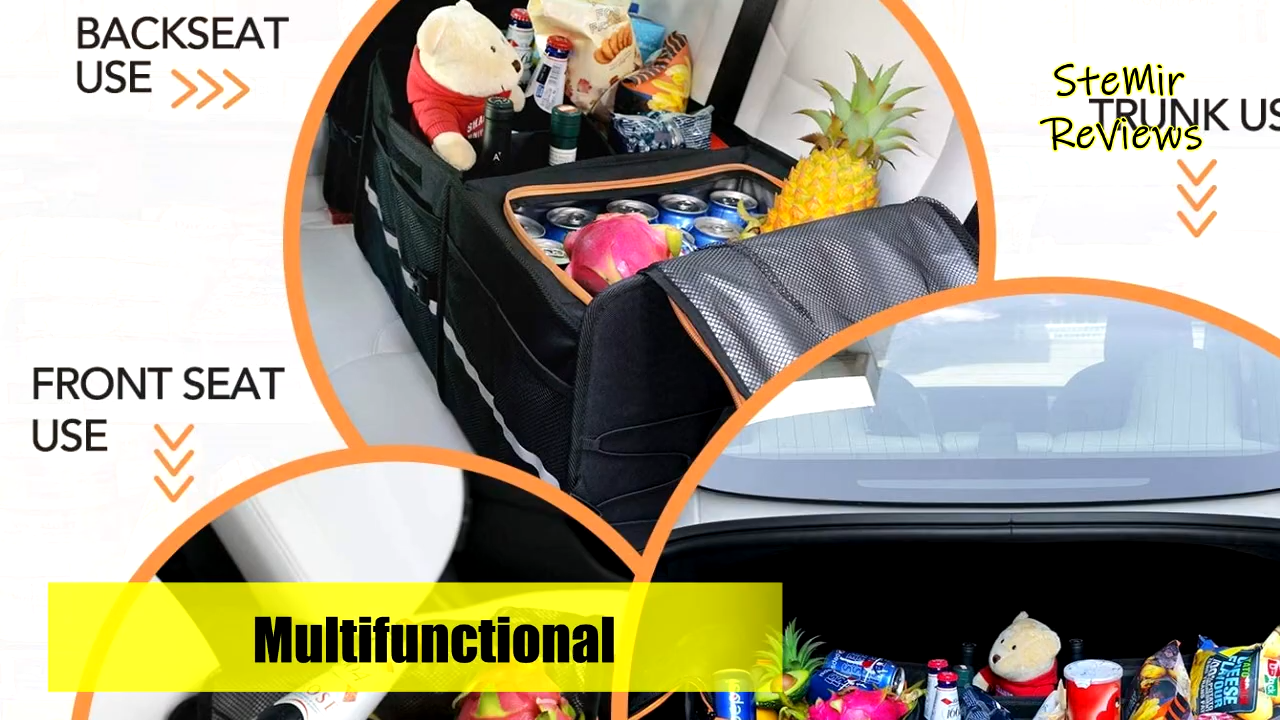 BACKSEAT
USE
SteMir
TRUNK US
Reviews
FRONT SEAT
USE
Multifunctional